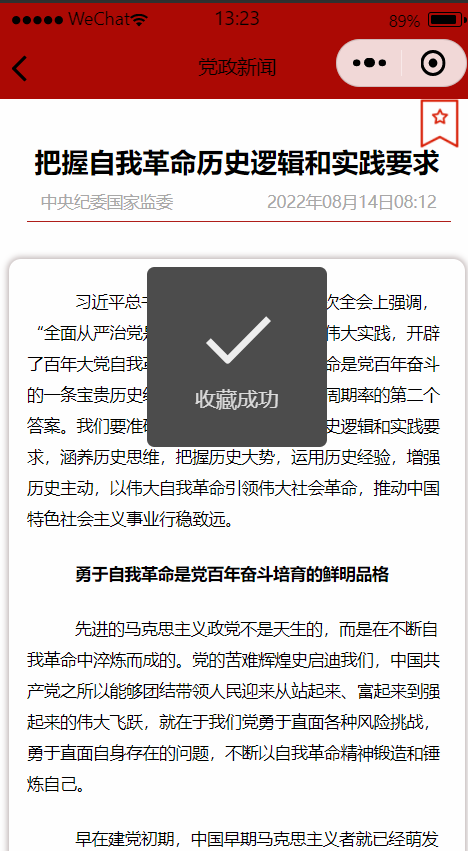 WeChat 13:23 89%
党政新闻
把握自我革命历史逻辑和实践要求
中央纪委国家监委 2022年08月14日08:12
习近平总书 次全会上强调，
“全面从严治党是 伟大实践，开辟
了百年大党自我革 命是党百年奋斗
的一条宝贵历史经 周期率的第二个
答案。我们要准确 史逻辑和实践要
收藏成功
求，涵养历史思维，把握历史大势，运用历史经验，增强
历史主动，以伟大自我革命引领伟大社会革命，推动中国
特色社会主义事业行稳致远。
勇于自我革命是党百年奋斗培育的鲜明品格
先进的马克思主义政党不是天生的，而是在不断自
我革命中淬炼而成的。党的苦难辉煌史启迪我们，中国共
产党之所以能够团结带领人民迎来从站起来、富起来到强
起来的伟大飞跃，就在于我们党勇于直面各种风险挑战，
勇于直面自身存在的问题，不断以自我革命精神锻造和锤
炼自己。
早在建党初期，中国早期马克思主义者就已经萌发